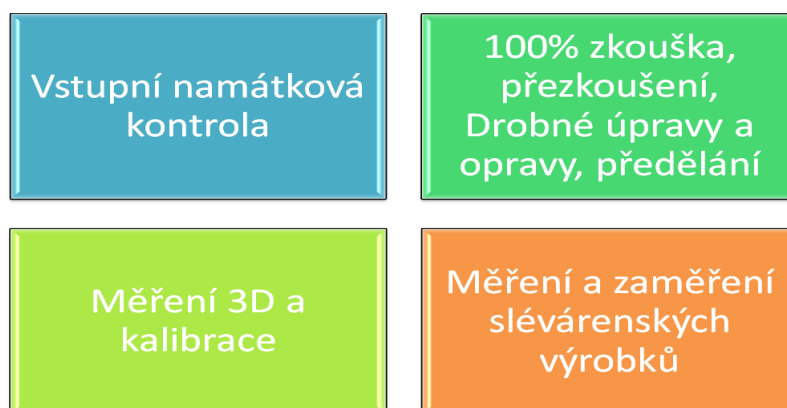 Vstupní namátková
kontrola
100% zkouška,
přezkoušení,
Drobné úpravy a
opravy, předělání
Měření 3D a
kalibrace
Měření a zaměření
slévárenských
výrobků